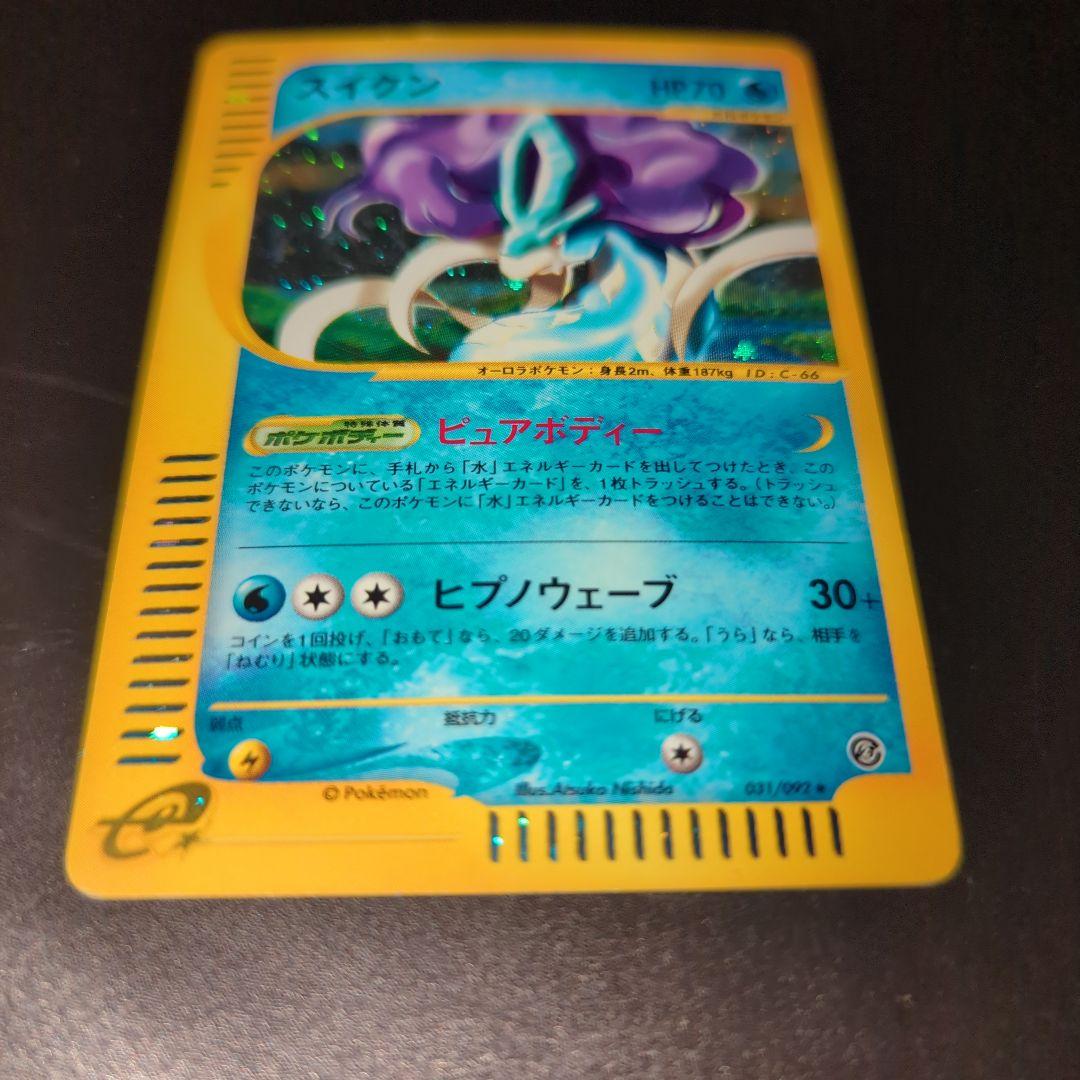 スイクン HP 70
オーロラポケモン：身長2m、体重187kg ID：C-66
特殊体質
ポケボディー ピュアボディー
このポケモンに、手札から「水」エネルギーカードを出してつけたとき、この
ポケモンについている「エネルギーカード」を、1枚トラッシュする。（トラッシュ
できないなら、このポケモンに「水」エネルギーカードをつけることはできない。）
ヒプノウェーブ 30+
コインを1回投げ、「おもて」なら、20ダメージを追加する。「うら」なら、相手を
「ねむり」状態にする。
弱点 抵抗力 にげる
© Pokémon Illus. Atsuko Nishida 031/092 ★